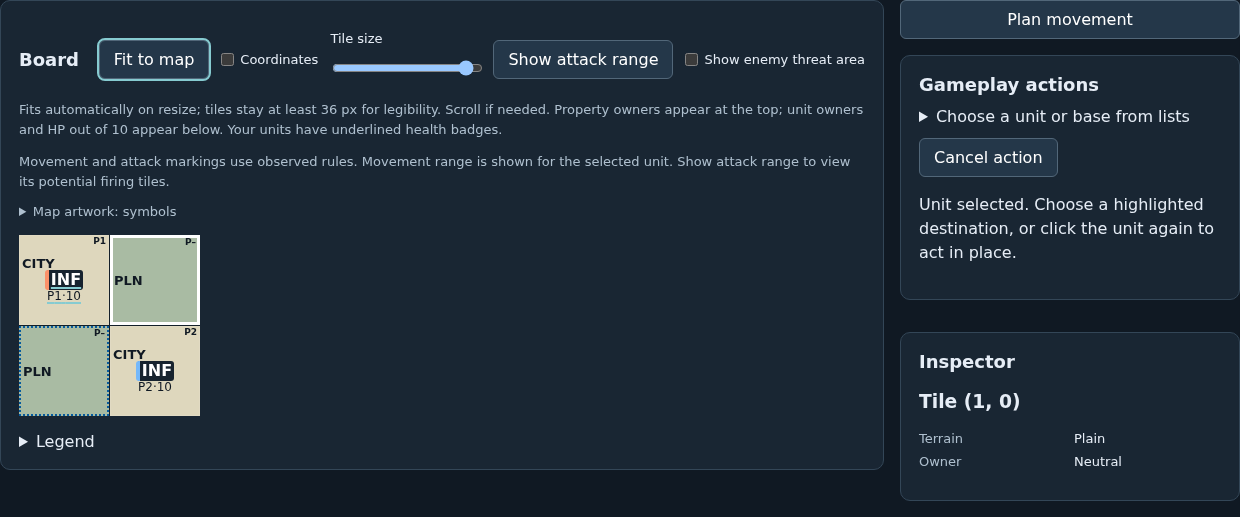 Board
Fit to map
Coordinates
Tile size
Show attack range
Show enemy threat area
Fits automatically on resize; tiles stay at least 36 px for legibility. Scroll if needed. Property owners appear at the top; unit owners
and HP out of 10 appear below. Your units have underlined health badges.
Movement and attack markings use observed rules. Movement range is shown for the selected unit. Show attack range to view
its potential firing tiles.
Map artwork: symbols
P1
CITY
INF
P1·10
P–
PLN
P–
PLN
P2
CITY
INF
P2·10
Legend
Plan movement
Gameplay actions
Choose a unit or base from lists
Cancel action
Unit selected. Choose a highlighted
destination, or click the unit again to
act in place.
Inspector
Tile (1, 0)
Terrain Plain
Owner Neutral